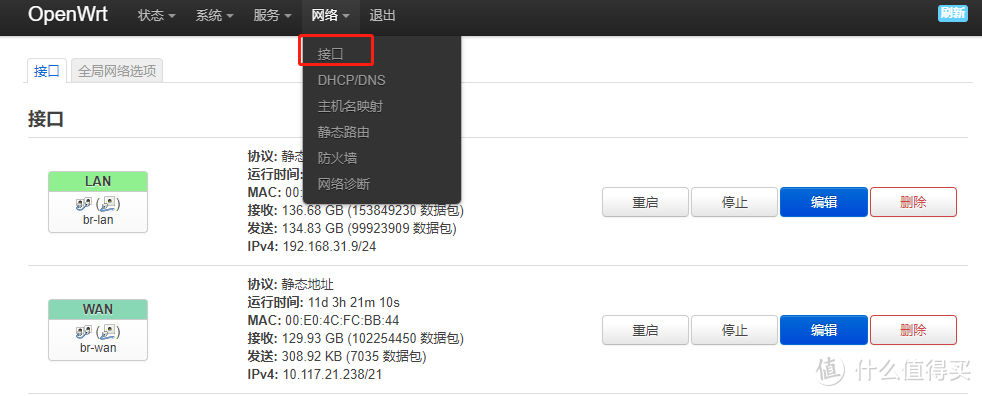 OpenWrt 状态 系统 服务 网络 退出 刷新
接口
DHCP/DNS
主机名映射
静态路由
防火墙
网络诊断
接口 全局网络选项
接口
LAN
br-lan
协议: 静态
运行时间:
MAC: 00:
接收: 136.68 GB (153849230 数据包)
发送: 134.83 GB (99923909 数据包)
IPv4: 192.168.31.9/24
重启 停止 编辑 删除
WAN
br-wan
协议: 静态地址
运行时间: 11d 3h 21m 10s
MAC: 00:E0:4C:FC:BB:44
接收: 129.93 GB (102254450 数据包)
发送: 308.92 KB (7035 数据包)
IPv4: 10.117.21.238/21
重启 停止 编辑 删除
值 什么值得买